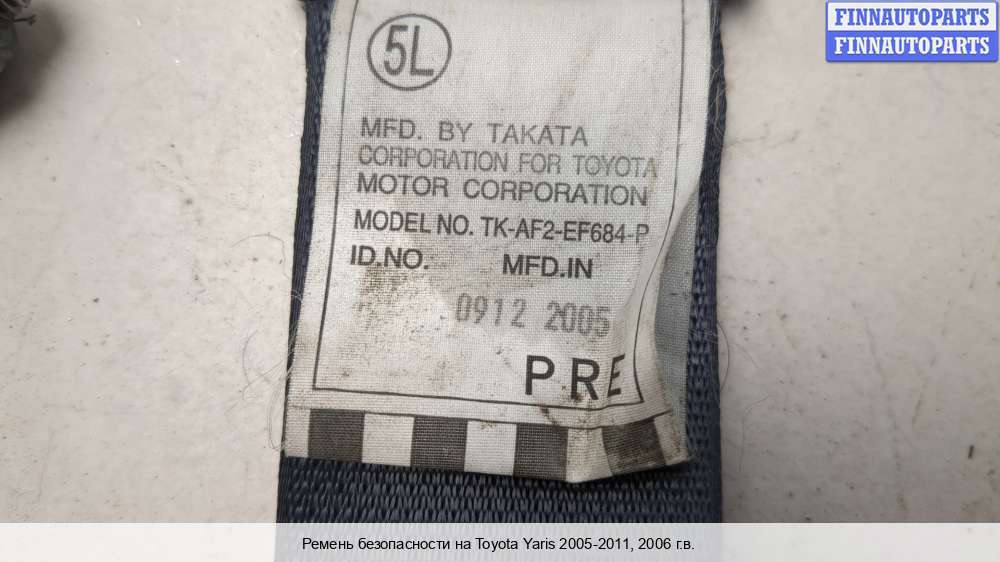 FINNAUTOPARTS
FINNAUTOPARTS
5L
MFD. BY TAKATA
CORPORATION FOR TOYOTA
MOTOR CORPORATION
MODEL NO. TK-AF2-EF684-P
ID.NO. MFD.IN
0912 2005
PRE
Ремень безопасности на Toyota Yaris 2005-2011, 2006 г.в.